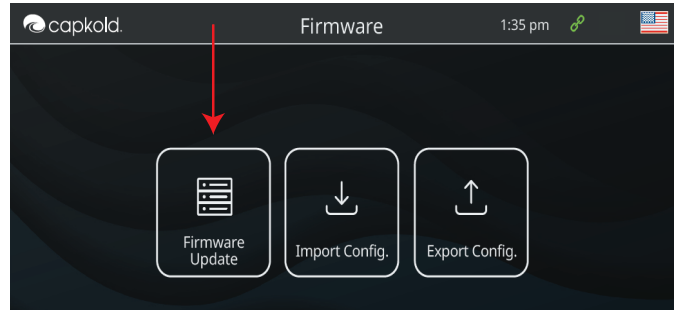 capkold. Firmware 1:35 pm
Firmware
Update
Import Config.
Export Config.